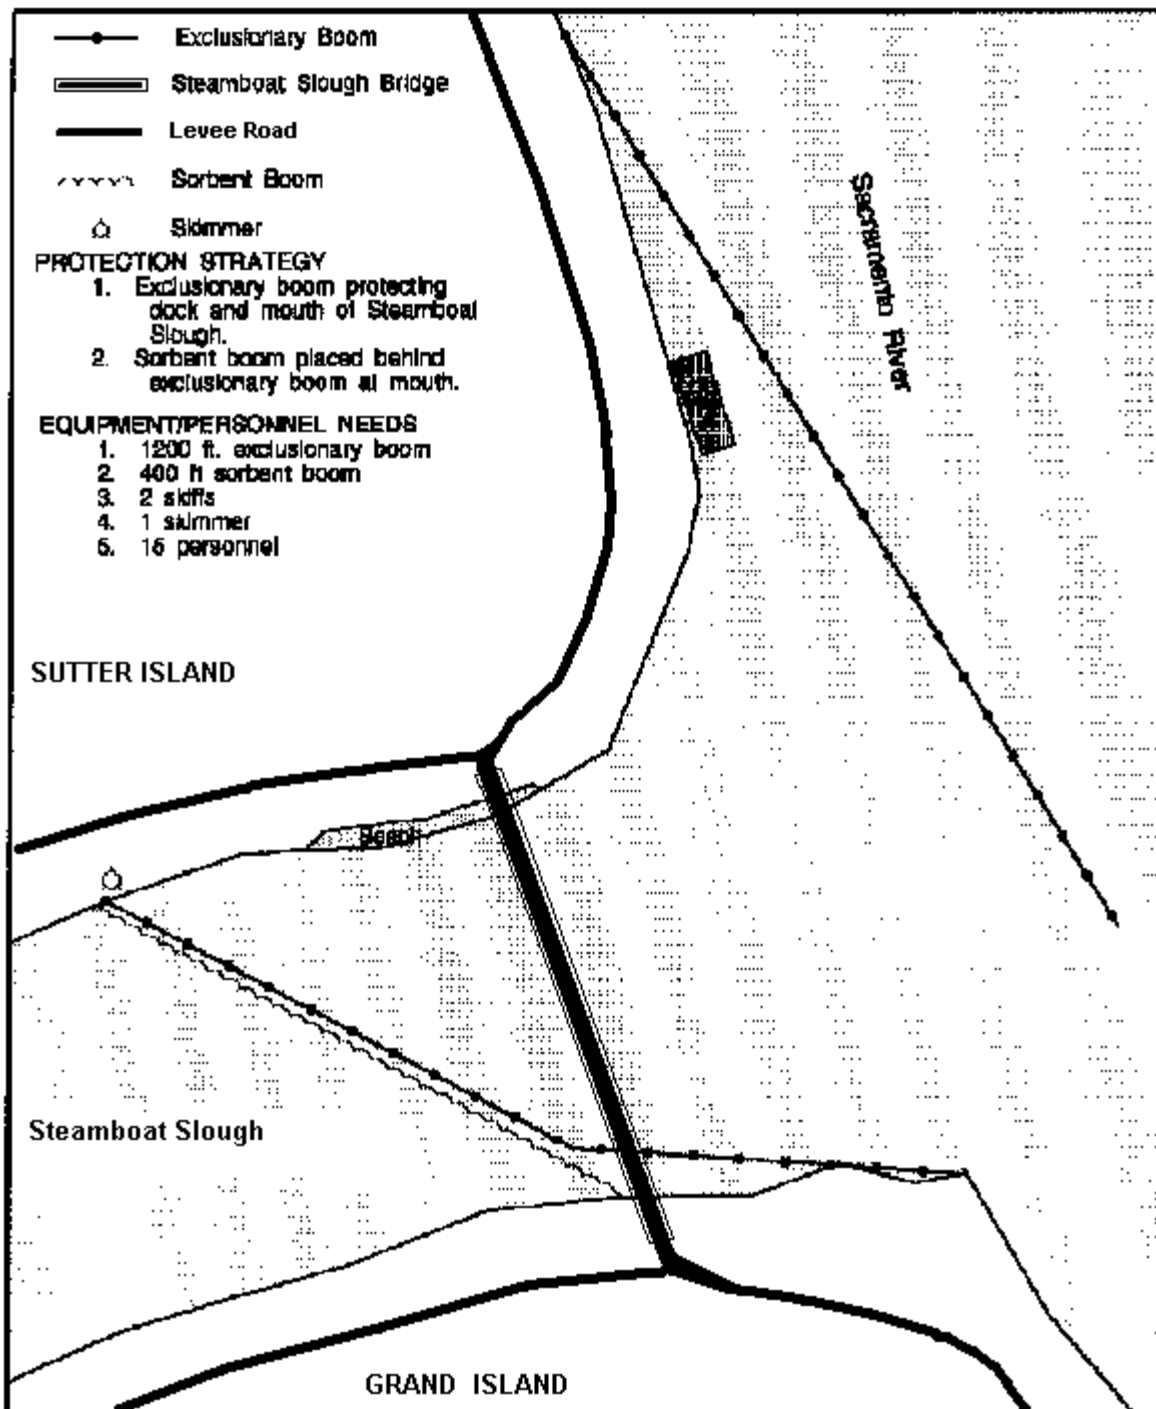 Exclusionary Boom
Steamboat Slough Bridge
Levee Road
Sorbent Boom
Skimmer
PROTECTION STRATEGY
1. Exclusionary boom protecting
dock and mouth of Steamboat
Slough.
2. Sorbent boom placed behind
exclusionary boom at mouth.
EQUIPMENT/PERSONNEL NEEDS
1. 1200 ft. exclusionary boom
2. 400 ft sorbent boom
3. 2 skiffs
4. 1 skimmer
5. 15 personnel
Sacramento River
SUTTER ISLAND
Beach
Steamboat Slough
GRAND ISLAND